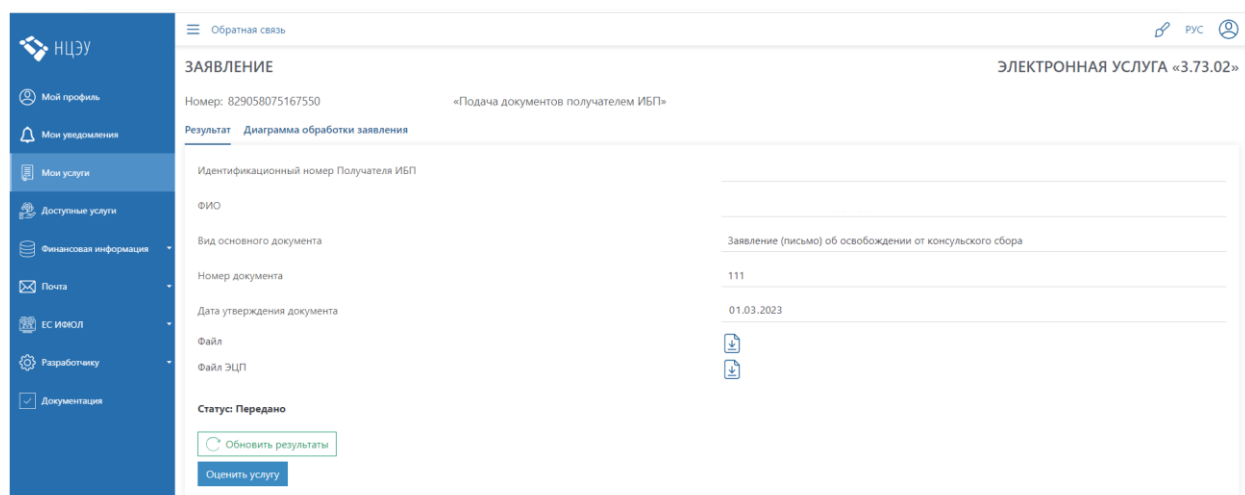 НЦЭУ
Мой профиль
Мои уведомления
Мои услуги
Доступные услуги
Финансовая информация
Почта
ЕС ИФЮЛ
Разработчику
Документация
Обратная связь
РУС
ЗАЯВЛЕНИЕ
ЭЛЕКТРОННАЯ УСЛУГА «3.73.02»
Номер: 829058075167550
«Подача документов получателем ИБП»
Результат Диаграмма обработки заявления
Идентификационный номер Получателя ИБП
ФИО
Вид основного документа Заявление (письмо) об освобождении от консульского сбора
Номер документа 111
Дата утверждения документа 01.03.2023
Файл
Файл ЭЦП
Статус: Передано
Обновить результаты
Оценить услугу